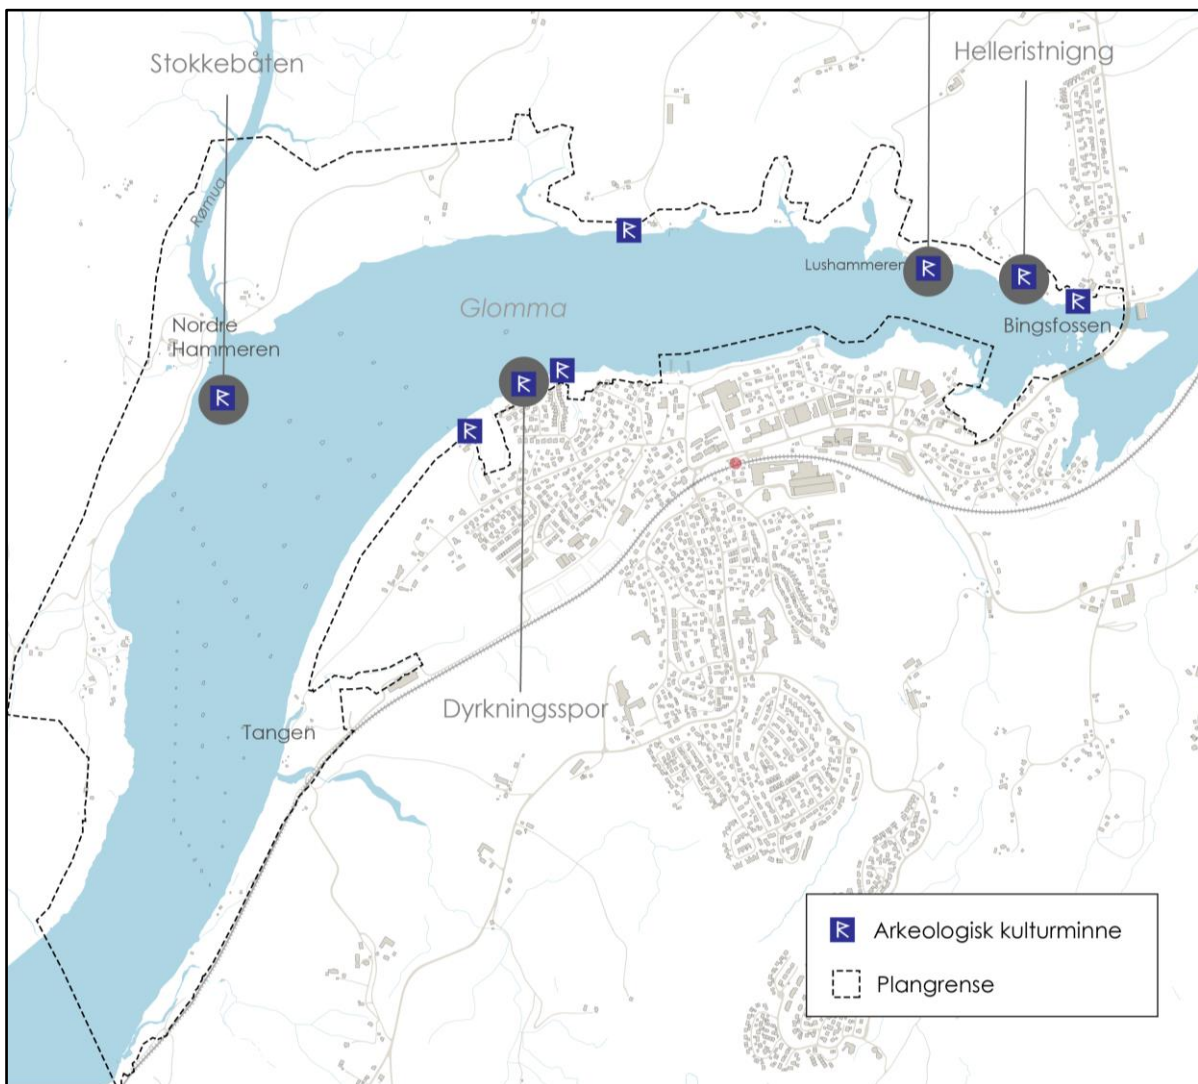 Stokkebåten
Helleristnigng
Rømua
Lushammeren
Glomma
Nordre
Hammeren
Bingsfossen
Dyrkningsspor
Tangen
Arkeologisk kulturminne
Plangrense